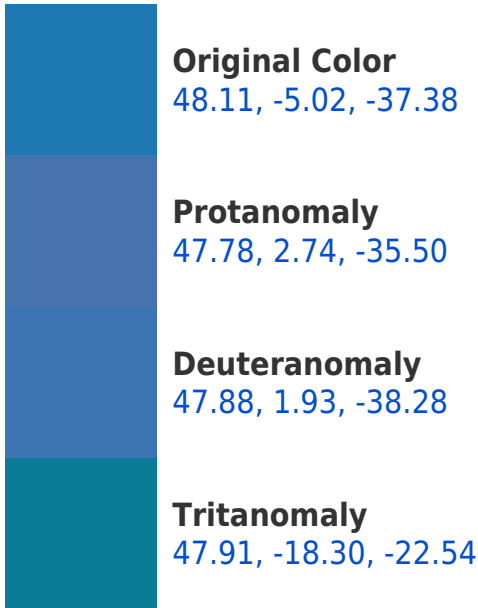 Original Color
48.11, -5.02, -37.38
Protanomaly
47.78, 2.74, -35.50
Deuteranomaly
47.88, 1.93, -38.28
Tritanomaly
47.91, -18.30, -22.54